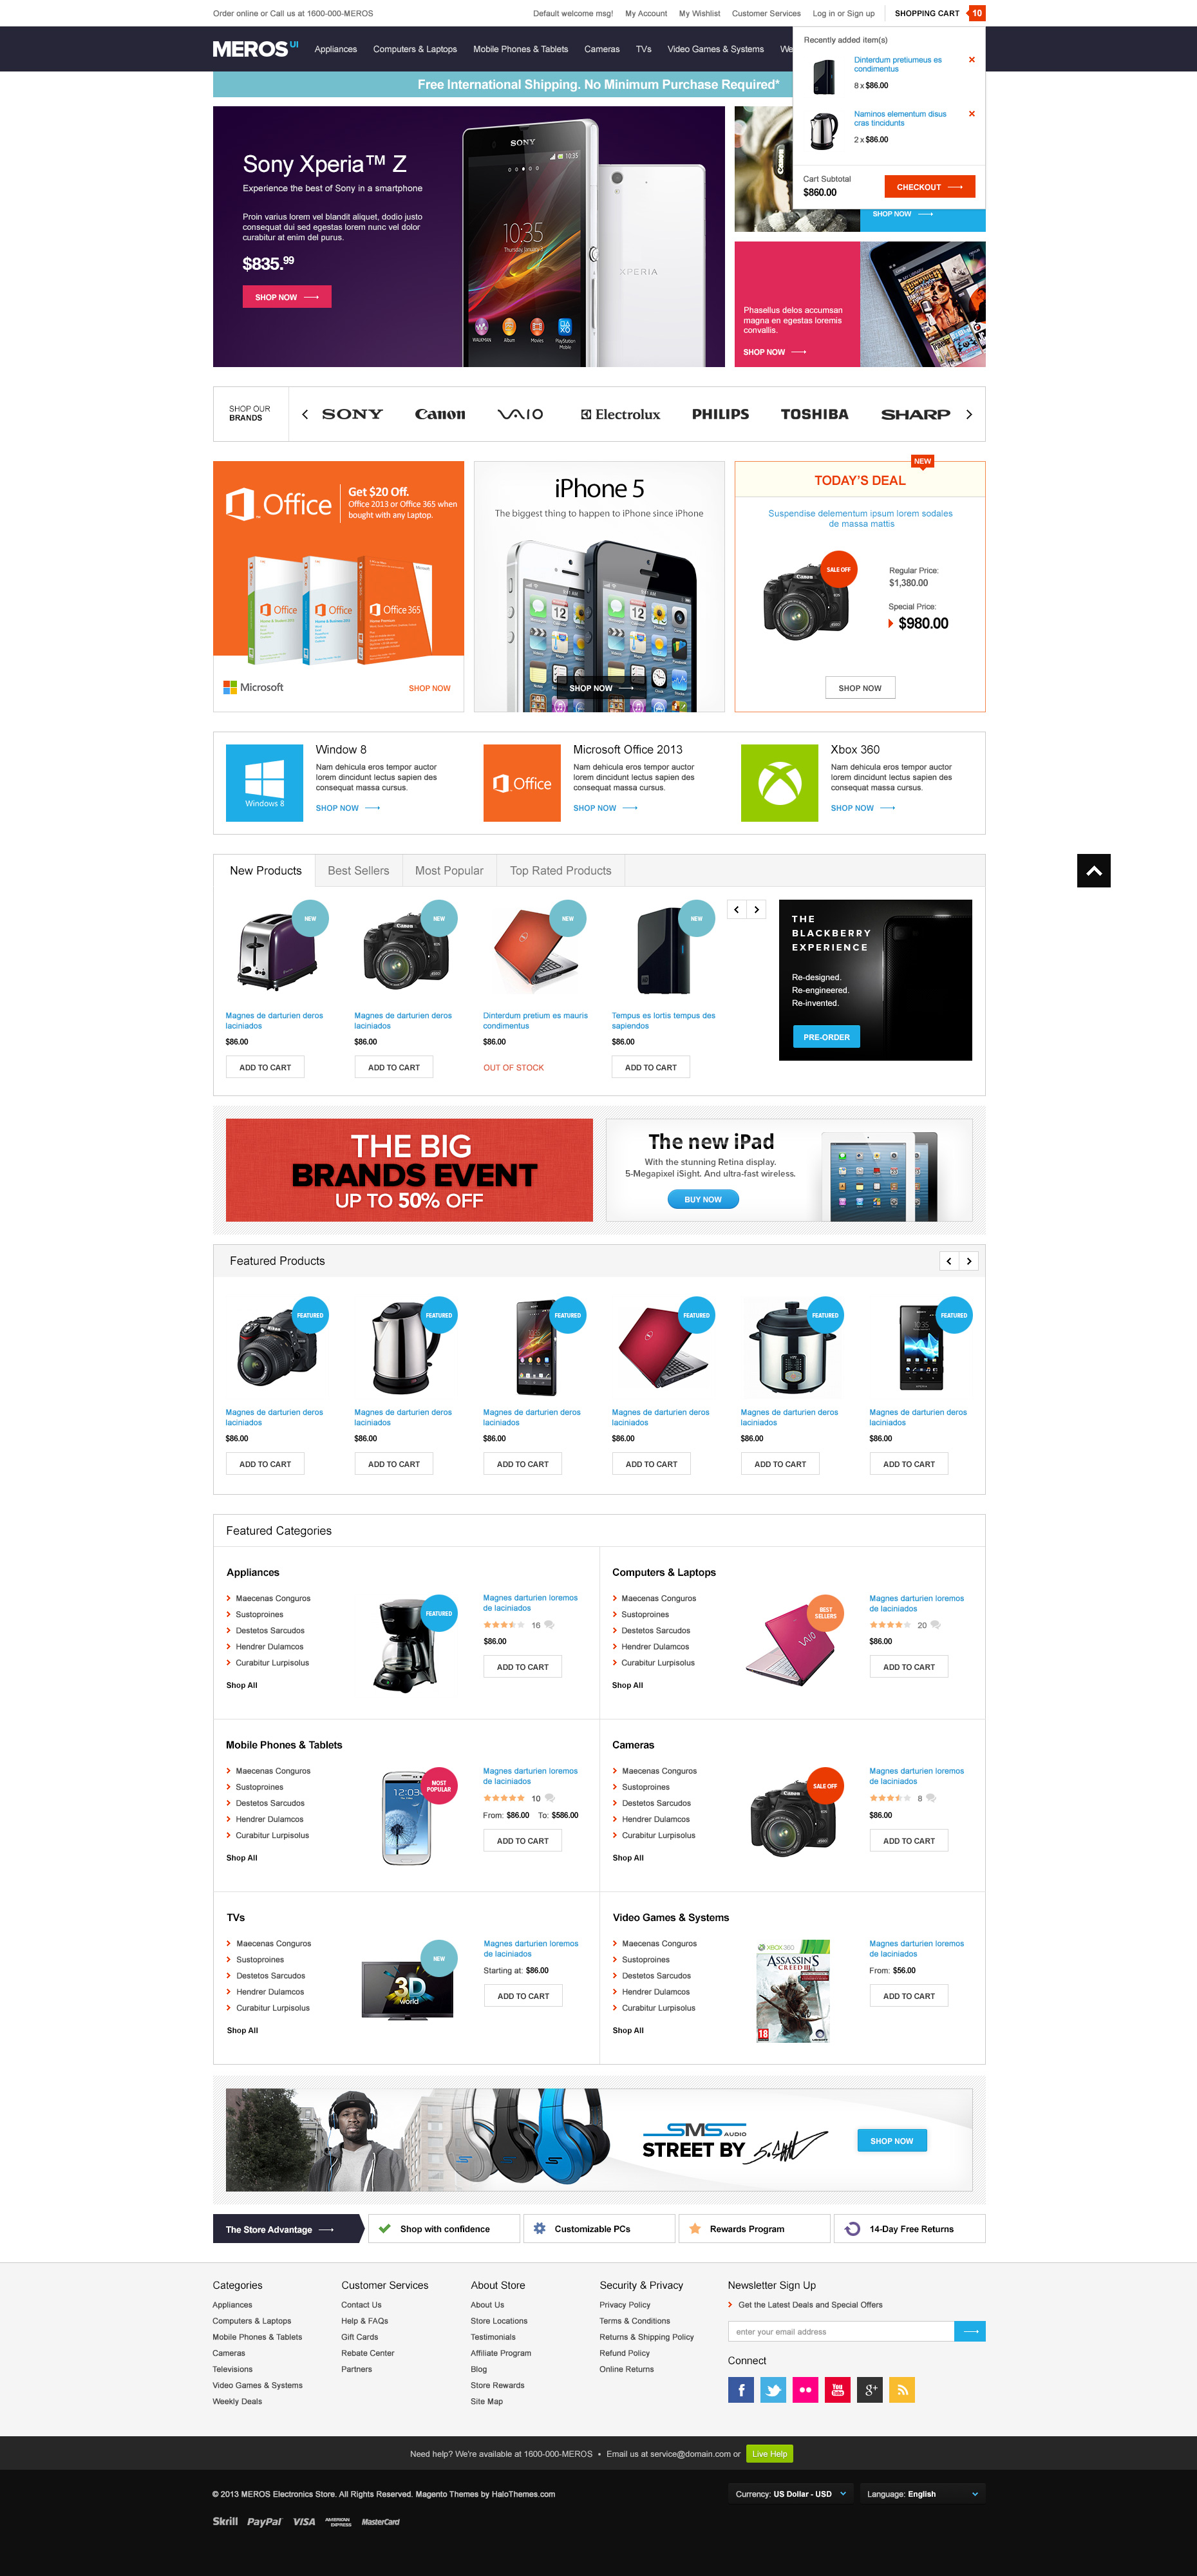 Order online or Call us at 1600-000-MEROS
Default welcome msg!
My Account
My Wishlist
Customer Services
Log in or Sign up
SHOPPING CART
10
MEROS UI
Appliances
Computers & Laptops
Mobile Phones & Tablets
Cameras
TVs
Video Games & Systems
We
Recently added item(s)
Dinterdum pretiumeus es
condimentus
8 x $86.00
Naminos elementum disus
cras tincidunts
2 x $86.00
Cart Subtotal
$860.00
CHECKOUT
Free International Shipping. No Minimum Purchase Required*
Sony Xperia™ Z
Experience the best of Sony in a smartphone
Proin varius lorem vel blandit aliquet, dodio justo
consequat dui sed egestas lorem nunc vel dolor
curabitur at enim del purus.
$835.99
SHOP NOW
SONY
10:35
10:35
Thursday, January 1
WALKMAN
Album
Movies
PlayStation
Mobile
XPERIA
SHOP NOW
Phasellus delos accumsan
magna en egestas loremis
convallis.
SHOP NOW
SHOP OUR
BRANDS
SONY
Canon
VAIO
Electrolux
PHILIPS
TOSHIBA
SHARP
Office
Get $20 Off.
Office 2013 or Office 365 when
bought with any Laptop.
Office
Office
Office 365
Microsoft
SHOP NOW
iPhone 5
The biggest thing to happen to iPhone since iPhone
SHOP NOW
NEW
TODAY'S DEAL
Suspendise delementum ipsum lorem sodales
de massa mattis
Canon
SALE OFF
Regular Price:
$1,380.00
Special Price:
$980.00
SHOP NOW
Windows 8
Window 8
Nam dehicula eros tempor auctor
lorem dincidunt lectus sapien des
consequat massa cursus.
SHOP NOW
Office
Microsoft Office 2013
Nam dehicula eros tempor auctor
lorem dincidunt lectus sapien des
consequat massa cursus.
SHOP NOW
Xbox 360
Nam dehicula eros tempor auctor
lorem dincidunt lectus sapien des
consequat massa cursus.
SHOP NOW
New Products
Best Sellers
Most Popular
Top Rated Products
NEW
NEW
NEW
NEW
Magnes de darturien deros
laciniados
$86.00
ADD TO CART
Magnes de darturien deros
laciniados
$86.00
ADD TO CART
Dinterdum pretium es mauris
condimentus
$86.00
OUT OF STOCK
Tempus es lortis tempus des
sapiendos
$86.00
ADD TO CART
THE
BLACKBERRY
EXPERIENCE
Re-designed.
Re-engineered.
Re-invented.
PRE-ORDER
THE BIG
BRANDS EVENT
UP TO 50% OFF
The new iPad
With the stunning Retina display.
5-Megapixel iSight. And ultra-fast wireless.
BUY NOW
Featured Products
FEATURED
FEATURED
FEATURED
FEATURED
FEATURED
FEATURED
Magnes de darturien deros
laciniados
$86.00
ADD TO CART
Magnes de darturien deros
laciniados
$86.00
ADD TO CART
Magnes de darturien deros
laciniados
$86.00
ADD TO CART
Magnes de darturien deros
laciniados
$86.00
ADD TO CART
Magnes de darturien deros
laciniados
$86.00
ADD TO CART
Magnes de darturien deros
laciniados
$86.00
ADD TO CART
Featured Categories
Appliances
Maecenas Conguros
Sustoproines
Destetos Sarcudos
Hendrer Dulamcos
Curabitur Lurpisolus
Shop All
FEATURED
Magnes darturien loremos
de laciniados
16
$86.00
ADD TO CART
Computers & Laptops
Maecenas Conguros
Sustoproines
Destetos Sarcudos
Hendrer Dulamcos
Curabitur Lurpisolus
Shop All
BEST
SELLERS
VAIO
Magnes darturien loremos
de laciniados
20
$86.00
ADD TO CART
Mobile Phones & Tablets
Maecenas Conguros
Sustoproines
Destetos Sarcudos
Hendrer Dulamcos
Curabitur Lurpisolus
Shop All
MOST
POPULAR
12:03
Magnes darturien loremos
de laciniados
10
From: $86.00 To: $586.00
ADD TO CART
Cameras
Maecenas Conguros
Sustoproines
Destetos Sarcudos
Hendrer Dulamcos
Curabitur Lurpisolus
Shop All
SALE OFF
Canon
Magnes darturien loremos
de laciniados
8
$86.00
ADD TO CART
TVs
Maecenas Conguros
Sustoproines
Destetos Sarcudos
Hendrer Dulamcos
Curabitur Lurpisolus
Shop All
NEW
3D
world
Magnes darturien loremos
de laciniados
Starting at: $86.00
ADD TO CART
Video Games & Systems
Maecenas Conguros
Sustoproines
Destetos Sarcudos
Hendrer Dulamcos
Curabitur Lurpisolus
Shop All
XBOX 360
ASSASSIN'S
CREED III
18
Magnes darturien loremos
de laciniados
From: $56.00
ADD TO CART
SMS AUDIO
STREET BY
SHOP NOW
The Store Advantage
Shop with confidence
Customizable PCs
Rewards Program
14-Day Free Returns
Categories
Appliances
Computers & Laptops
Mobile Phones & Tablets
Cameras
Televisions
Video Games & Systems
Weekly Deals
Customer Services
Contact Us
Help & FAQs
Gift Cards
Rebate Center
Partners
About Store
About Us
Store Locations
Testimonials
Affiliate Program
Blog
Store Rewards
Site Map
Security & Privacy
Privacy Policy
Terms & Conditions
Returns & Shipping Policy
Refund Policy
Online Returns
Newsletter Sign Up
Get the Latest Deals and Special Offers
enter your email address
Connect
f
You
Tube
g+
Need help? We're available at 1600-000-MEROS • Email us at service@domain.com or
Live Help
© 2013 MEROS Electronics Store. All Rights Reserved. Magento Themes by HaloThemes.com
Currency: US Dollar - USD
Language: English
Skrill
PayPal
VISA
AMERICAN
EXPRESS
MasterCard